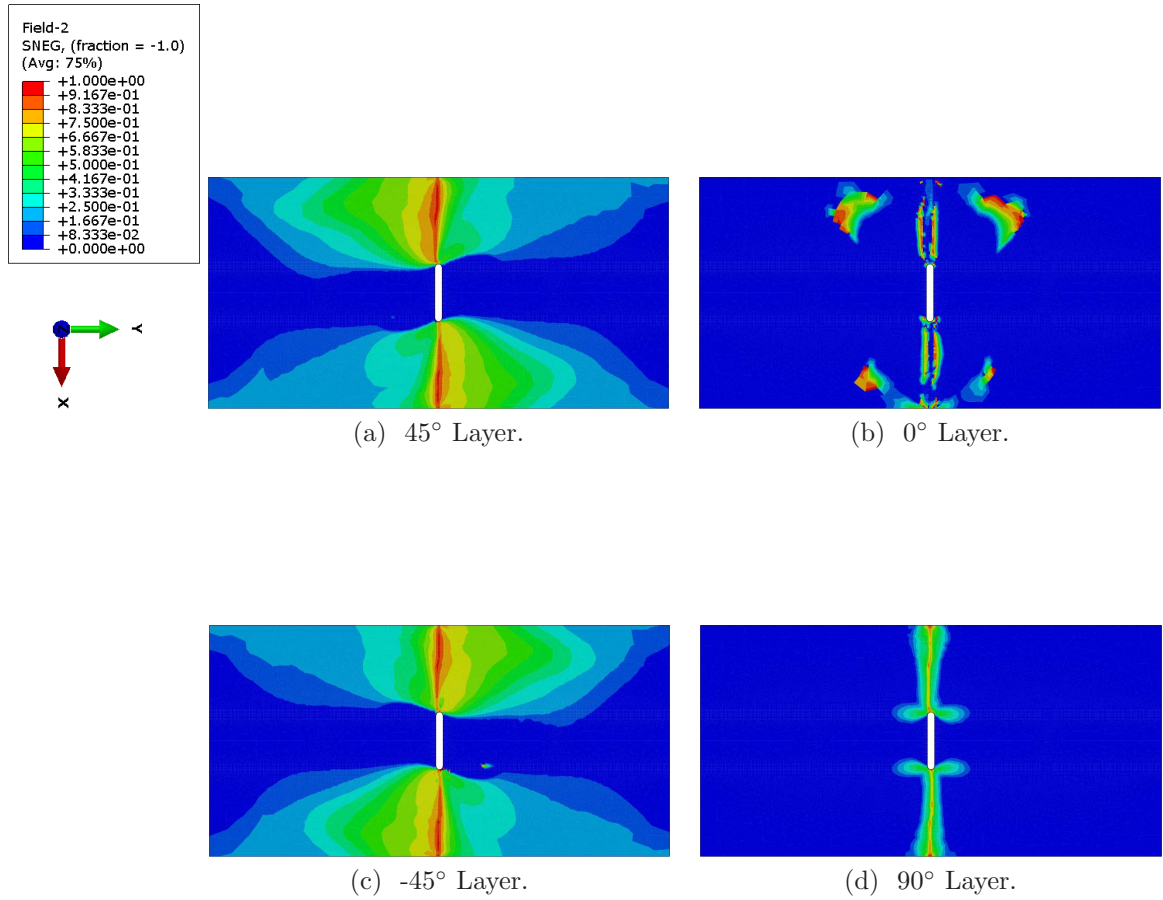 Field-2
SNEG, (fraction = -1.0)
(Avg: 75%)
+1.000e+00
+9.167e-01
+8.333e-01
+7.500e-01
+6.667e-01
+5.833e-01
+5.000e-01
+4.167e-01
+3.333e-01
+2.500e-01
+1.667e-01
+8.333e-02
+0.000e+00
Z
Y
X
(a) 45° Layer.
(b) 0° Layer.
(c) -45° Layer.
(d) 90° Layer.